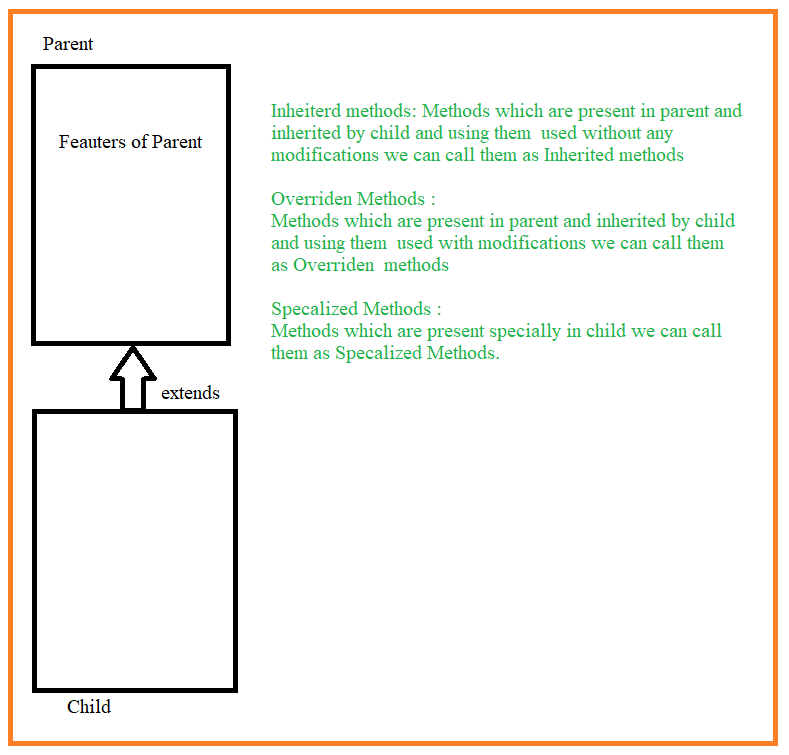 Parent
Feauters of Parent
Inheiterd methods: Methods which are present in parent and
inherited by child and using them  used without any
modifications we can call them as Inherited methods
Overriden Methods :
Methods which are present in parent and inherited by child
and using them  used with modifications we can call them
as Overriden  methods
Specalized Methods :
Methods which are present specially in child we can call
them as Specalized Methods.
extends
Child